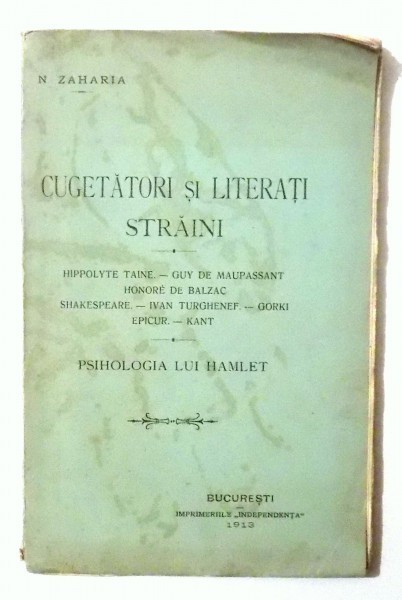 N ZAHARIA
CUGETĂTORI ȘI LITERAȚI
STRĂINI
HIPPOLYTE TAINE. — GUY DE MAUPASSANT
HONORÉ DE BALZAC
SHAKESPEARE. — IVAN TURGHENEF. — GORKI
EPICUR. — KANT
PSIHOLOGIA LUI HAMLET
BUCUREȘTI
IMPRIMERIILE „INDEPENDENȚA”
1913